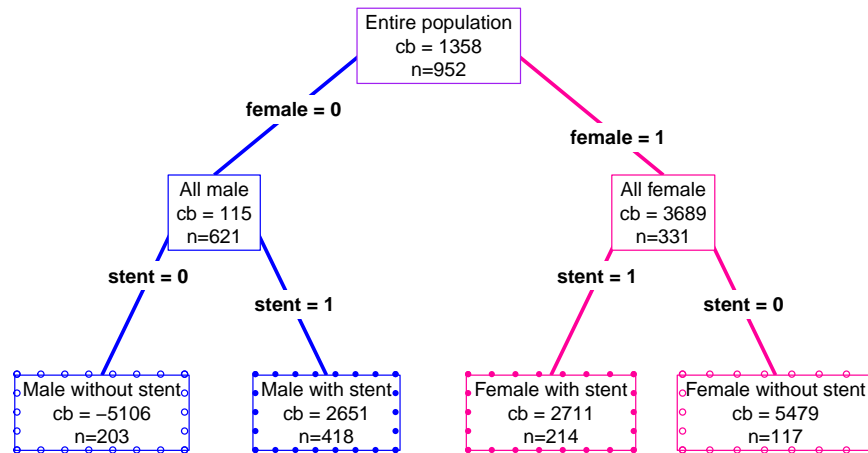 Entire population
cb = 1358
n=952
female = 0
female = 1
All male
cb = 115
n=621
All female
cb = 3689
n=331
stent = 0
stent = 1
stent = 1
stent = 0
Male without stent
cb = −5106
n=203
Male with stent
cb = 2651
n=418
Female with stent
cb = 2711
n=214
Female without stent
cb = 5479
n=117